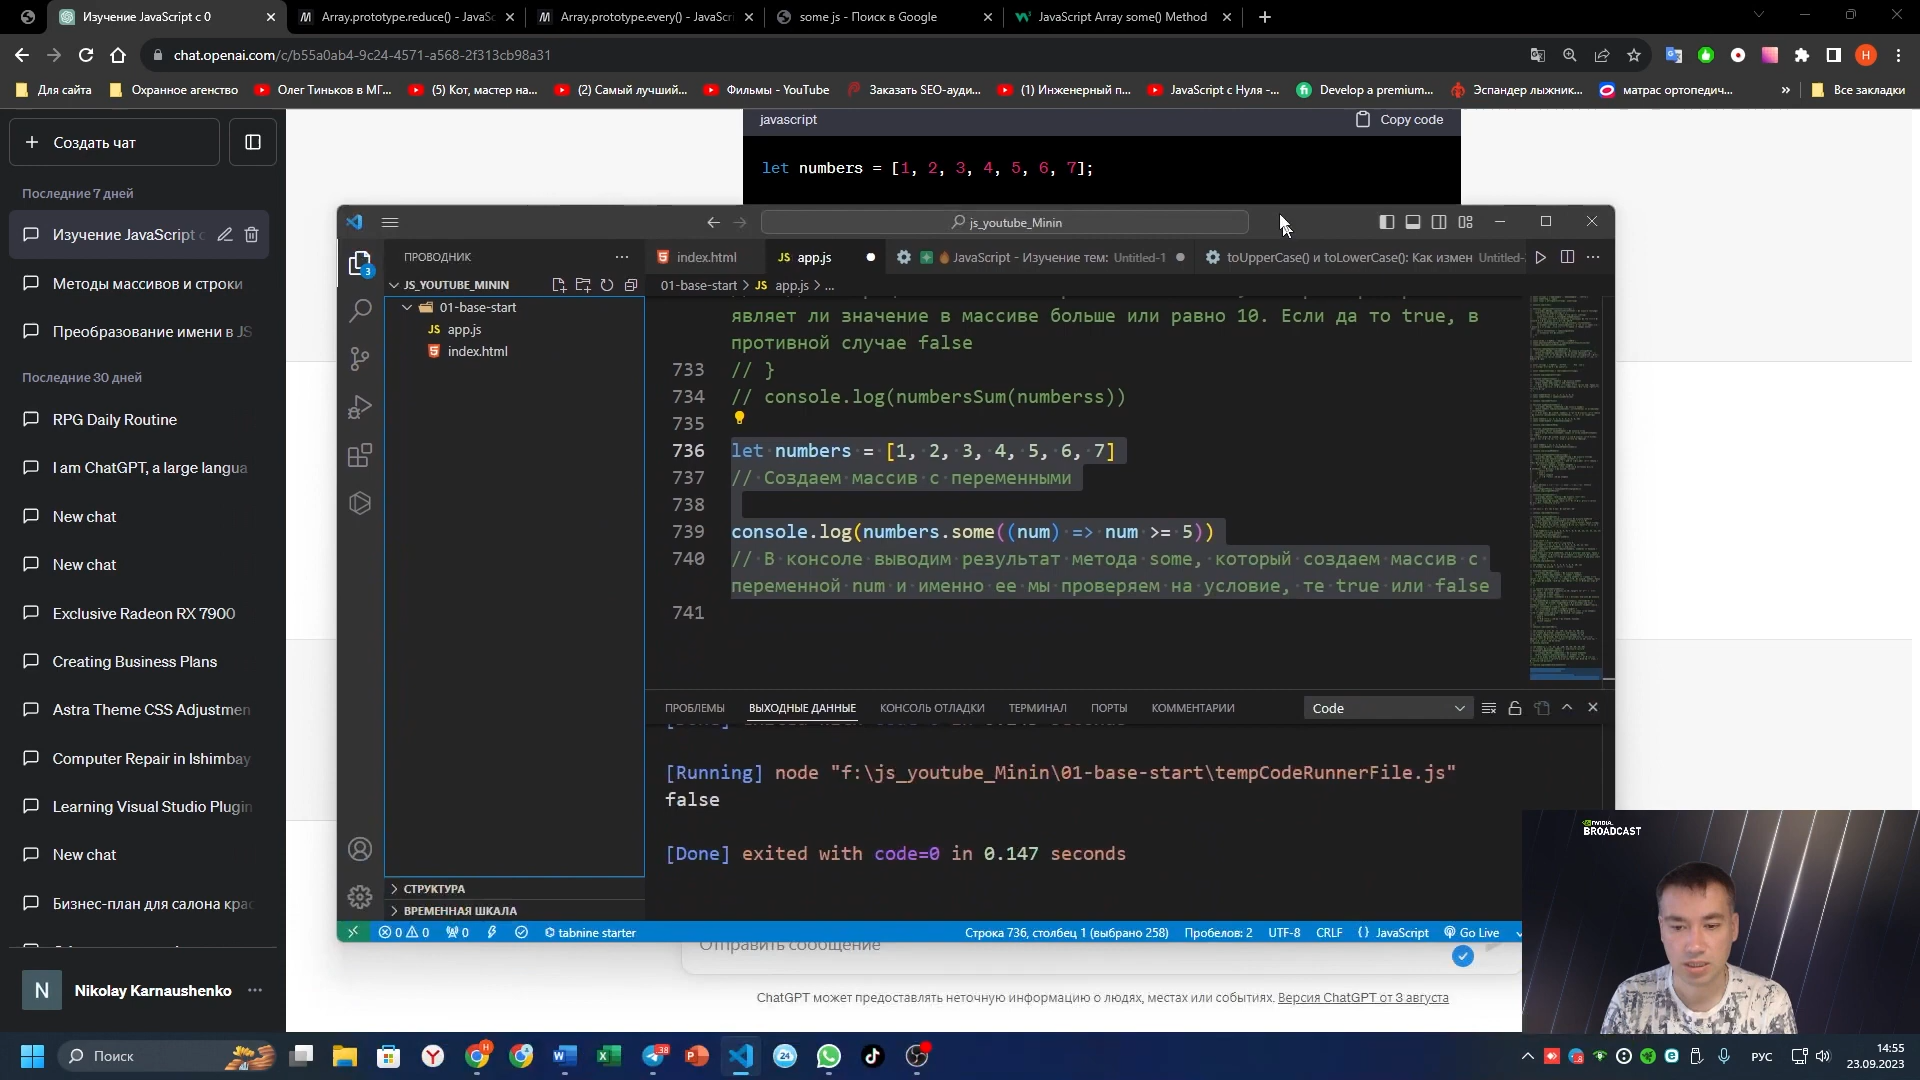 Изучение JavaScript с 0
Array.prototype.reduce() - JavaSc
Array.prototype.every() - JavaScri
some js - Поиск в Google
JavaScript Array some() Method
chat.openai.com/c/b55a0ab4-9c24-4571-a568-2f313cb98a31
Для сайта
Охранное агенство
Олег Тиньков в МГ...
(5) Кот, мастер на...
(2) Самый лучший...
Фильмы - YouTube
Заказать SEO-ауди...
(1) Инженерный п...
JavaScript с Нуля -...
Develop a premium...
Эспандер лыжник...
матрас ортопедич...
»
Все закладки
Создать чат
Последние 7 дней
Изучение JavaScript с
Методы массивов и строки
Преобразование имени в JS
Последние 30 дней
RPG Daily Routine
I am ChatGPT, a large langua
New chat
New chat
Exclusive Radeon RX 7900
Creating Business Plans
Astra Theme CSS Adjustmen
Computer Repair in Ishimbay
Learning Visual Studio Plugin
New chat
Бизнес-план для салона крас
N
Nikolay Karnaushenko
javascript
Copy code
let numbers = [1, 2, 3, 4, 5, 6, 7];
js_youtube_Minin
3
ПРОВОДНИК
JS_YOUTUBE_MININ
01-base-start
JS app.js
index.html
СТРУКТУРА
ВРЕМЕННАЯ ШКАЛА
index.html
JS app.js
JavaScript - Изучение тем: Untitled-1
toUpperCase() и toLowerCase(): Как измен Untitled-
01-base-start > JS app.js > ...
являет ли значение в массиве больше или равно 10. Если да то true, в
противной случае false
733 // }
734 // console.log(numbersSum(numberss))
735
736 let numbers = [1, 2, 3, 4, 5, 6, 7]
737 // Создаем массив с переменными
738
739 console.log(numbers.some((num) => num >= 5))
740 // В консоле выводим результат метода some, который создаем массив с
переменной num и именно ее мы проверяем на условие, те true или false
741
ПРОБЛЕМЫ
ВЫХОДНЫЕ ДАННЫЕ
КОНСОЛЬ ОТЛАДКИ
ТЕРМИНАЛ
ПОРТЫ
КОММЕНТАРИИ
Code
[Running] node "f:\js_youtube_Minin\01-base-start\tempCodeRunnerFile.js"
false
[Done] exited with code=0 in 0.147 seconds
0
0
0
tabnine starter
Строка 736, столбец 1 (выбрано 258)
Пробелов: 2
UTF-8
CRLF
{} JavaScript
Go Live
Отправить сообщение
ChatGPT может предоставлять неточную информацию о людях, местах или событиях. Версия ChatGPT от 3 августа
NVIDIA.
BROADCAST
Поиск
РУС
14:55
23.09.2023